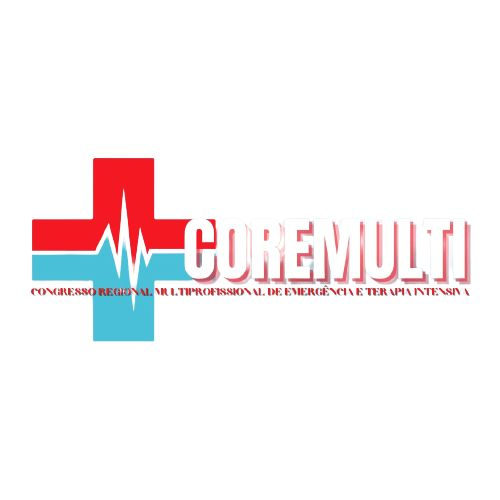 COREMULTI
CONGRESSO REGIONAL MULTIPROFISSIONAL DE EMERGÊNCIA E TERAPIA INTENSIVA